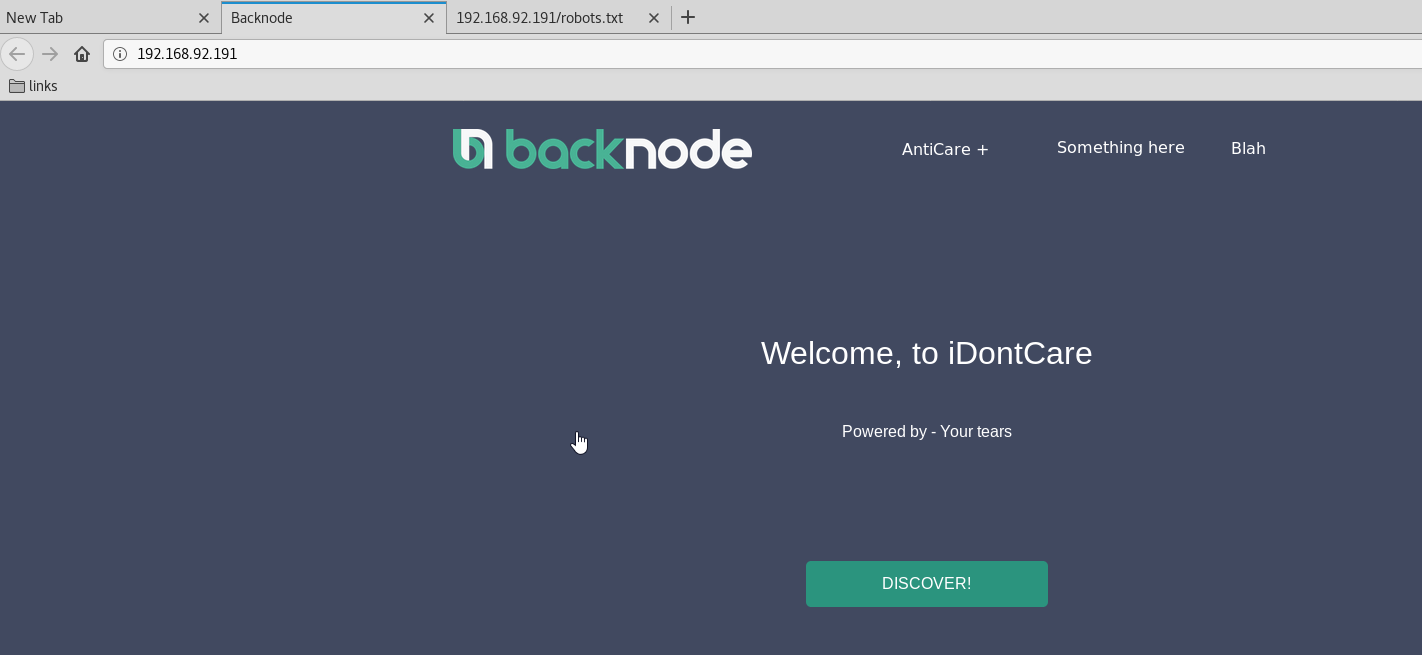 New Tab
Backnode
192.168.92.191/robots.txt
192.168.92.191
links
backnode
AntiCare +
Something here
Blah
Welcome, to iDontCare
Powered by - Your tears
DISCOVER!